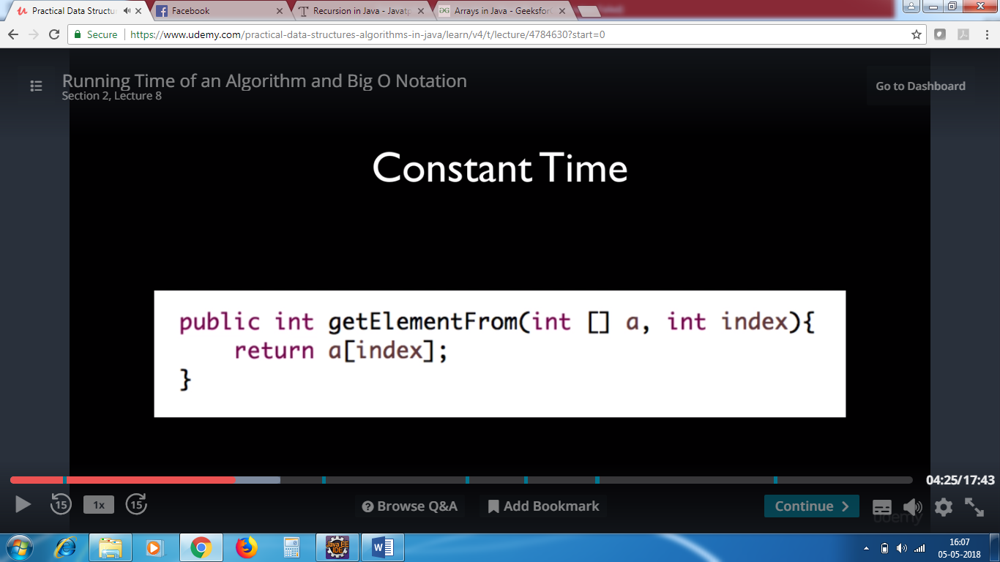 Practical Data Structu
Facebook
Recursion in Java - Javatp
Arrays in Java - Geeksfor
Secure
https://www.udemy.com/practical-data-structures-algorithms-in-java/learn/v4/t/lecture/4784630?start=0
Running Time of an Algorithm and Big O Notation
Section 2, Lecture 8
Go to Dashboard
Constant Time
public int getElementFrom(int [] a, int index){
return a[index];
}
04:25/17:43
15
1x
15
Browse Q&A
Add Bookmark
Continue
udemy
Java EE
IDE
16:07
05-05-2018